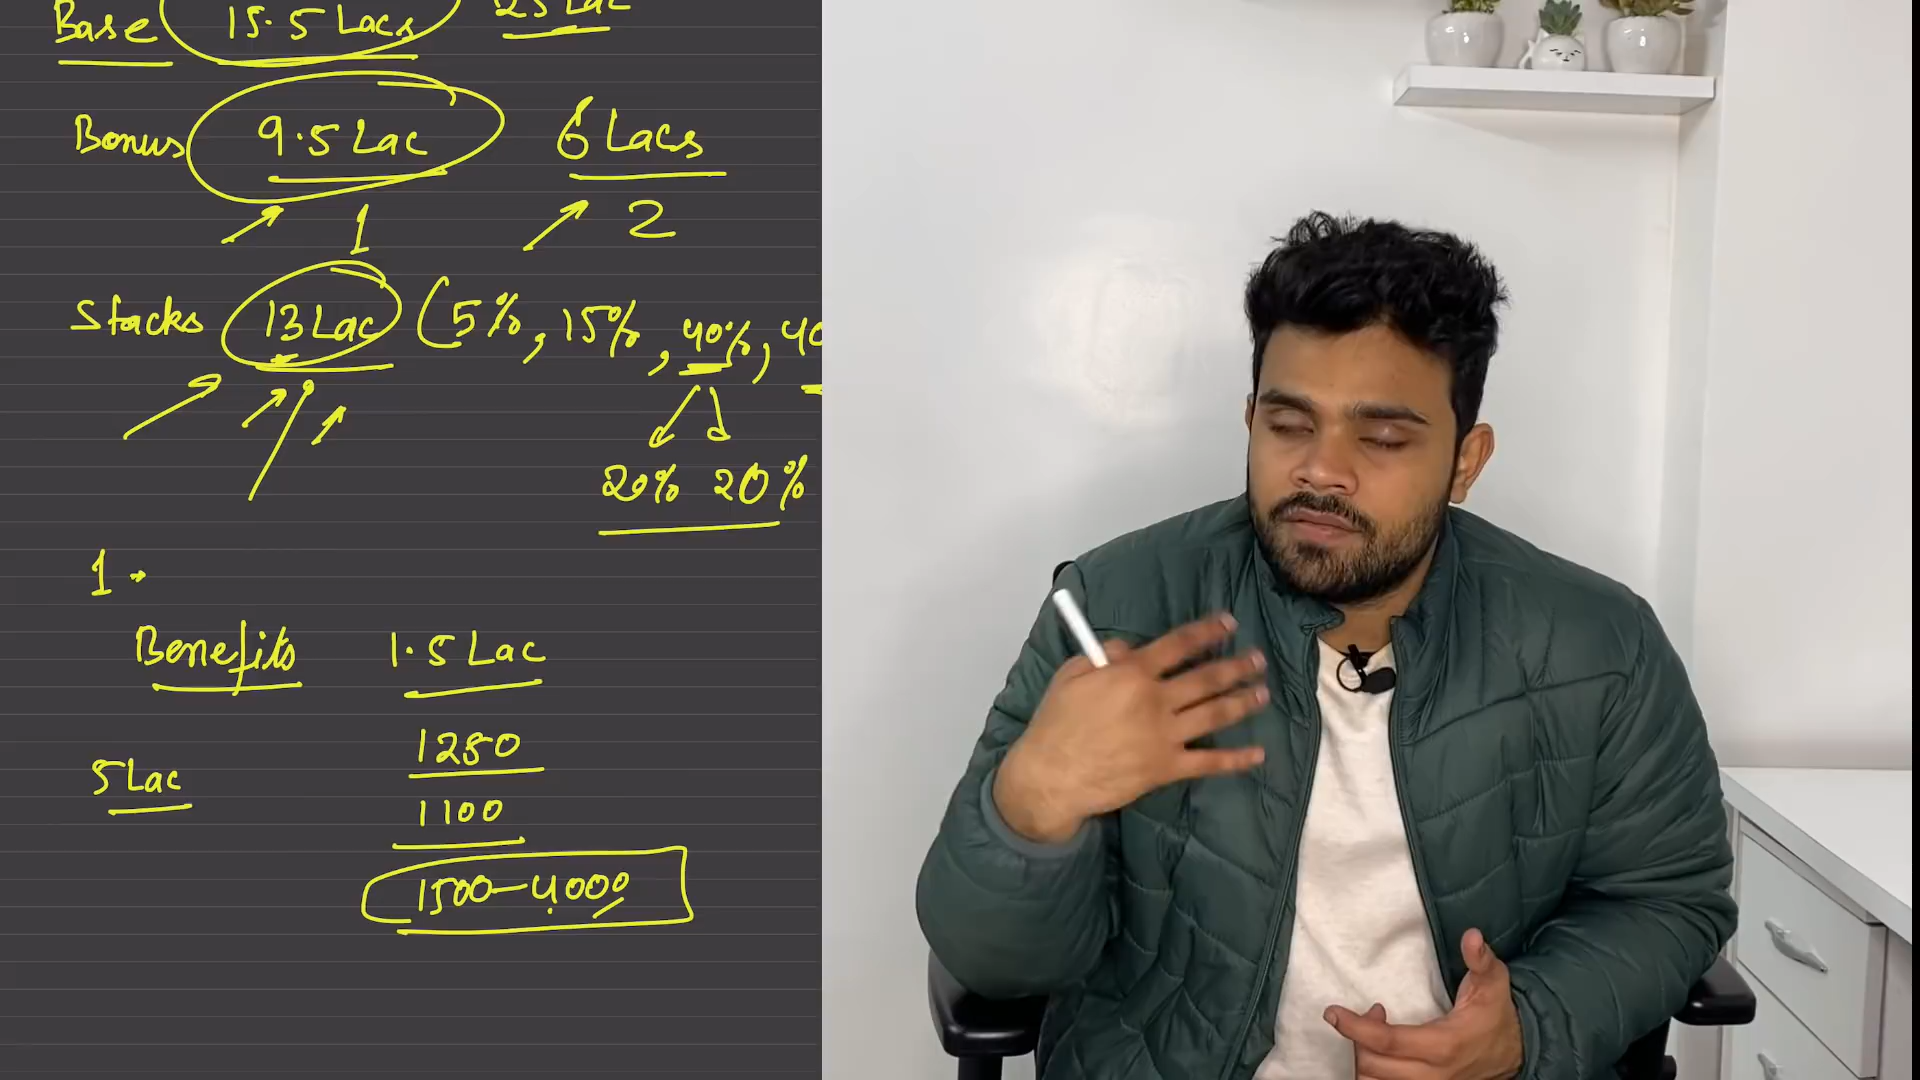 Base 15.5 Lacs 25 Lac
Bonus 9.5 Lac 6 Lacs
1 2
Stocks 13 Lac (5%, 15%, 40%, 40
20% 20%
1
Benefits 1.5 Lac
1250
5 Lac
1100
1500-4000